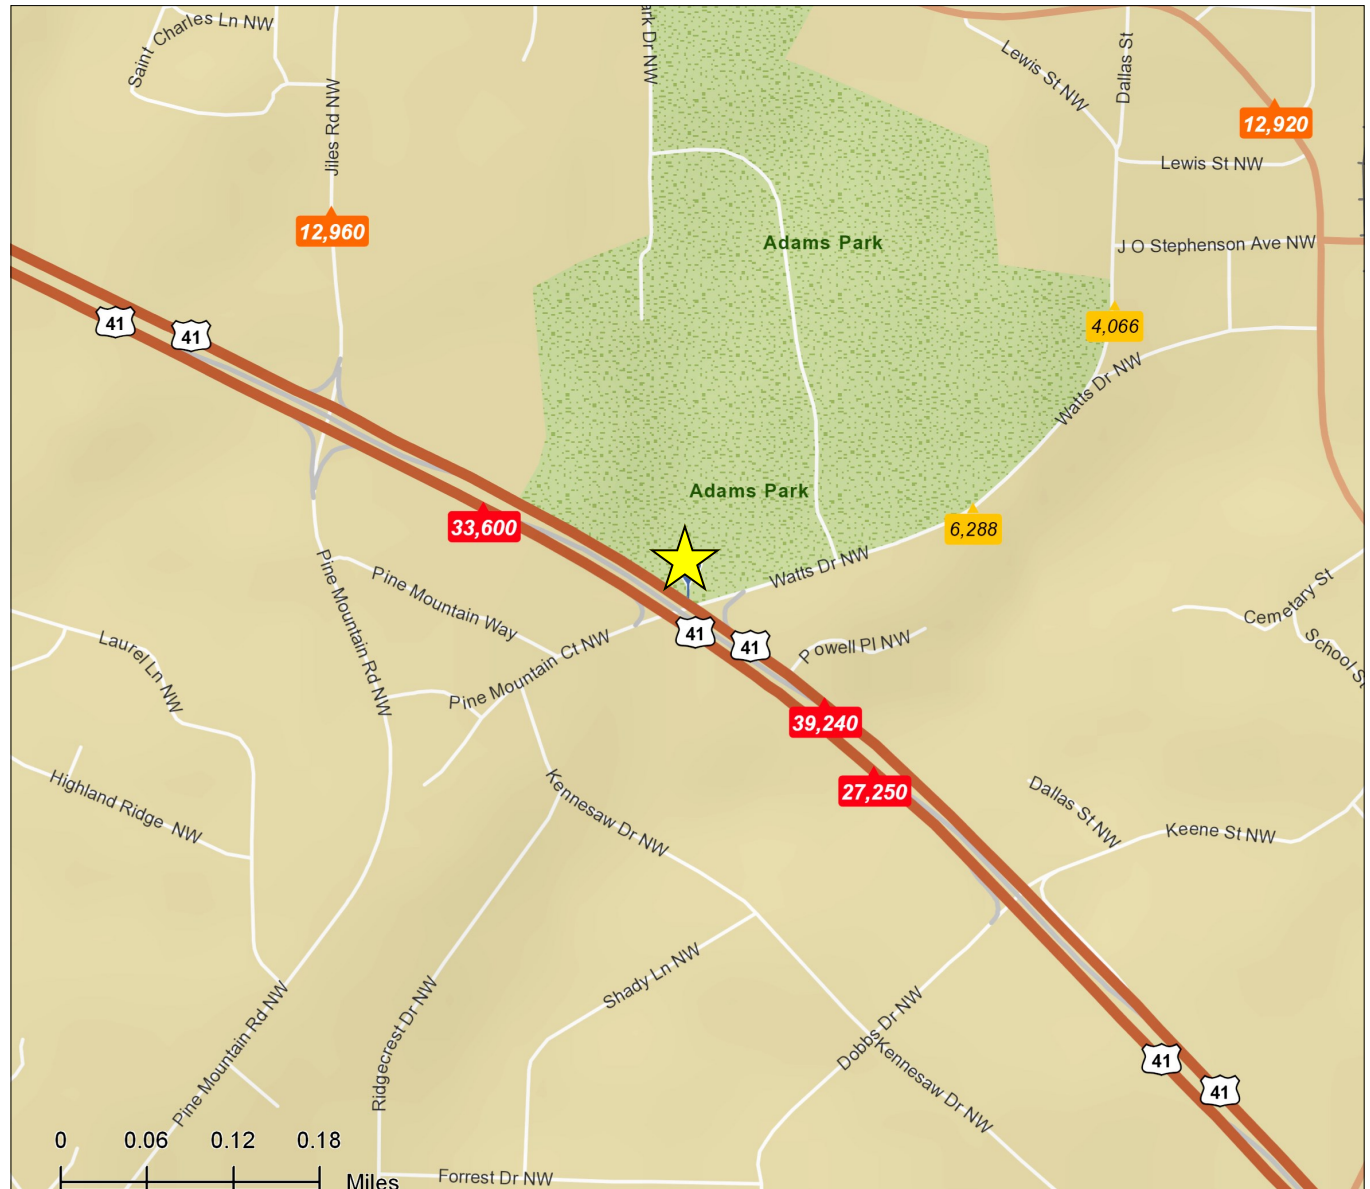 Saint Charles Ln NW
Jiles Rd NW
Park Dr NW
Lewis St NW
Dallas St
12,920
Lewis St NW
12,960
Adams Park
J O Stephenson Ave NW
41
41
4,066
Watts Dr NW
Adams Park
33,600
6,288
Watts Dr NW
Pine Mountain Rd NW
Pine Mountain Way
Cemetary St
School St
41
41
Powell Pl NW
Laurel Ln NW
Pine Mountain Ct NW
39,240
27,250
Highland Ridge NW
Kennesaw Dr NW
Dallas St NW
Keene St NW
Shady Ln NW
Ridgecrest Dr NW
Pine Mountain Rd NW
Dobbs Dr NW
Kennesaw Dr NW
41
41
0 0.06 0.12 0.18
Miles
Forrest Dr NW